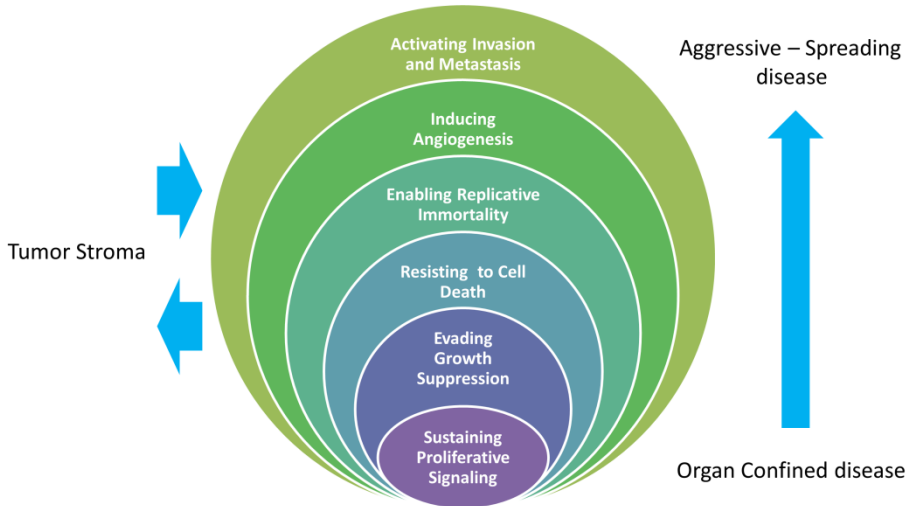 Activating Invasion
and Metastasis
Inducing
Angiogenesis
Enabling Replicative
Immortality
Resisting to Cell
Death
Evading
Growth
Suppression
Sustaining
Proliferative
Signaling
Tumor Stroma
Aggressive – Spreading
disease
Organ Confined disease